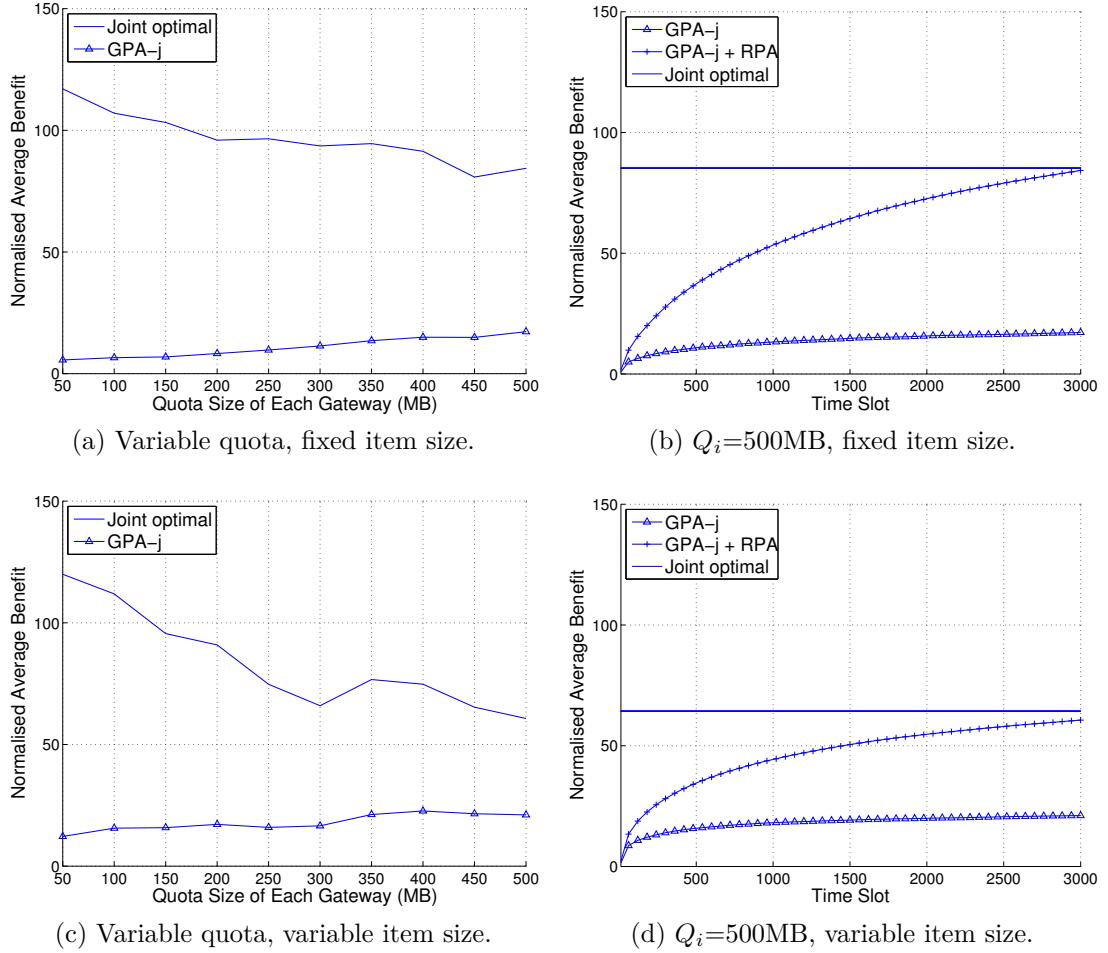 150
100
50
0
Normalised Average Benefit
Joint optimal
GPA-j
50 100 150 200 250 300 350 400 450 500
Quota Size of Each Gateway (MB)
(a) Variable quota, fixed item size.
150
100
50
0
Normalised Average Benefit
GPA-j
GPA-j + RPA
Joint optimal
500 1000 1500 2000 2500 3000
Time Slot
(b) Qi=500MB, fixed item size.
150
100
50
0
Normalised Average Benefit
Joint optimal
GPA-j
50 100 150 200 250 300 350 400 450 500
Quota Size of Each Gateway (MB)
(c) Variable quota, variable item size.
150
100
50
0
Normalised Average Benefit
GPA-j
GPA-j + RPA
Joint optimal
500 1000 1500 2000 2500 3000
Time Slot
(d) Qi=500MB, variable item size.